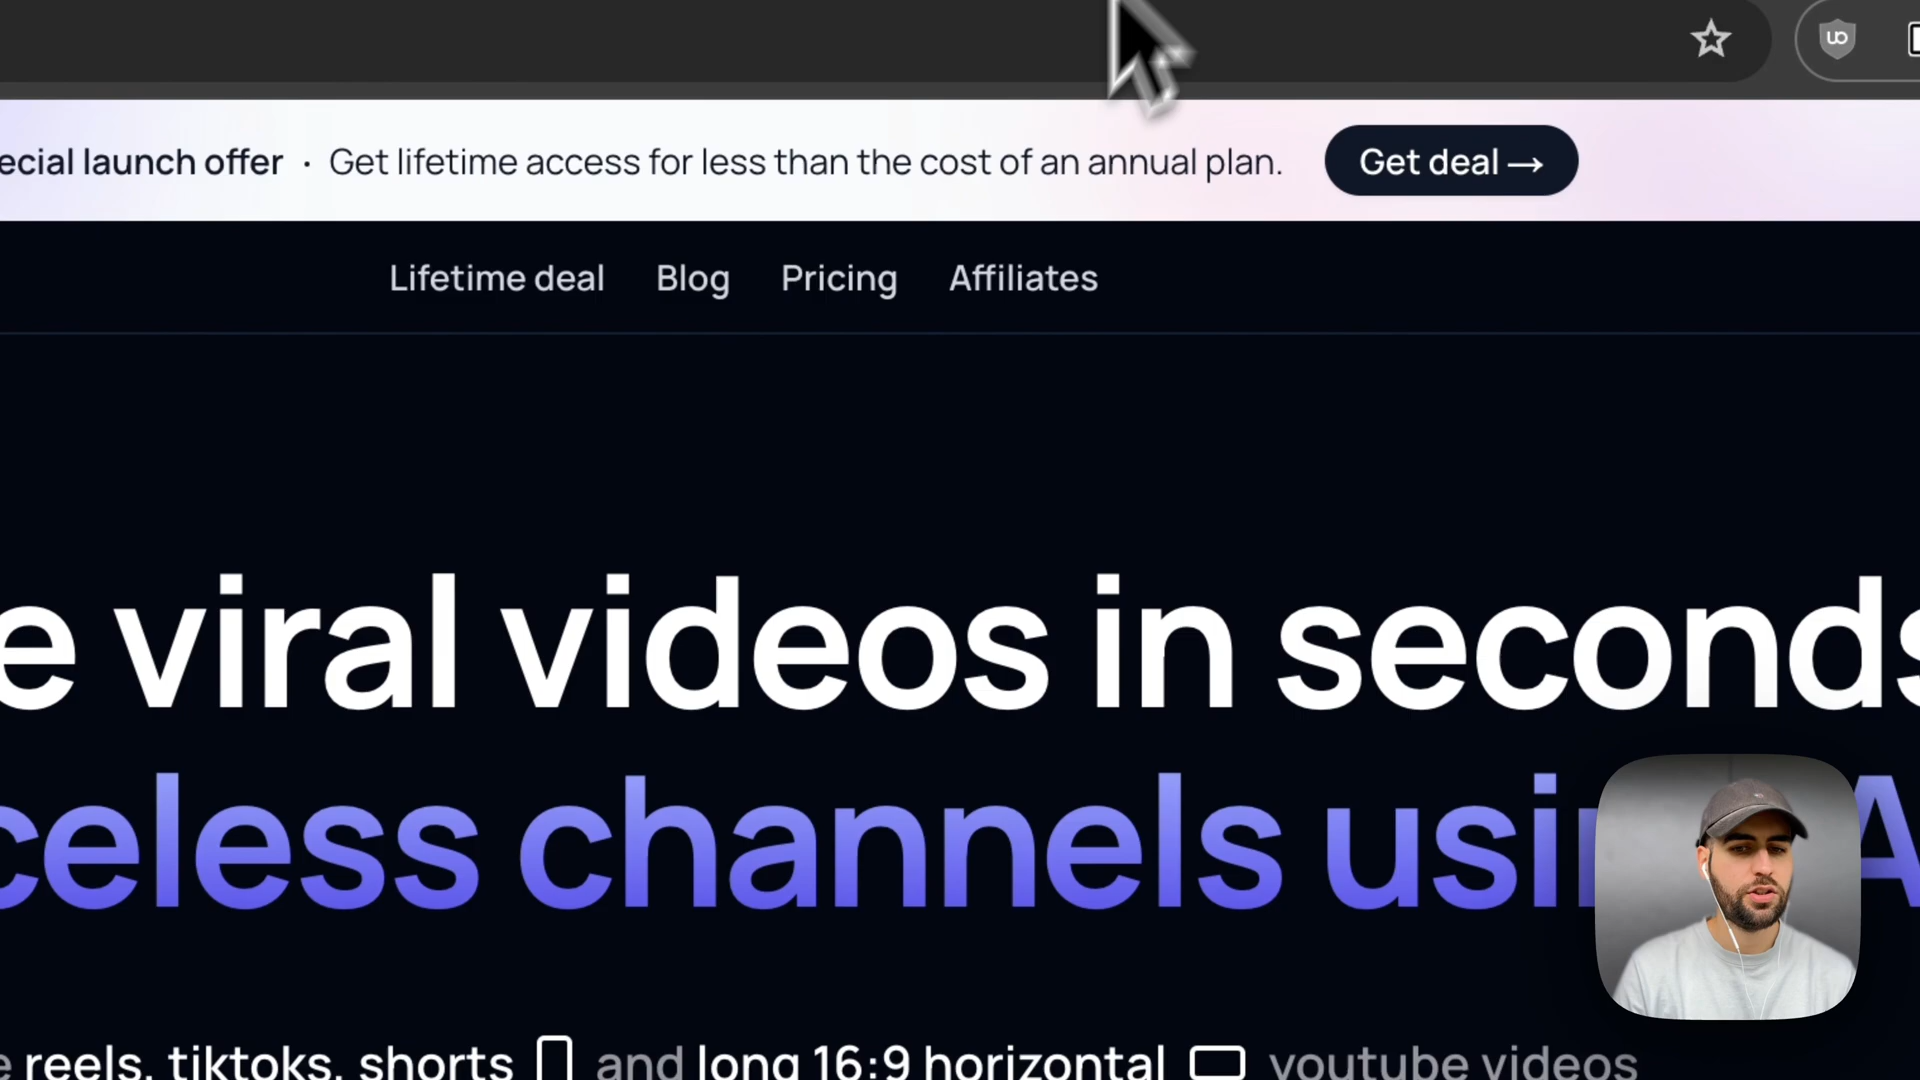 ecial launch offer · Get lifetime access for less than the cost of an annual plan. Get deal →
Lifetime deal Blog Pricing Affiliates
e viral videos in seconds
celess channels usin A
e reels, tiktoks, shorts and long 16:9 horizontal youtube videos